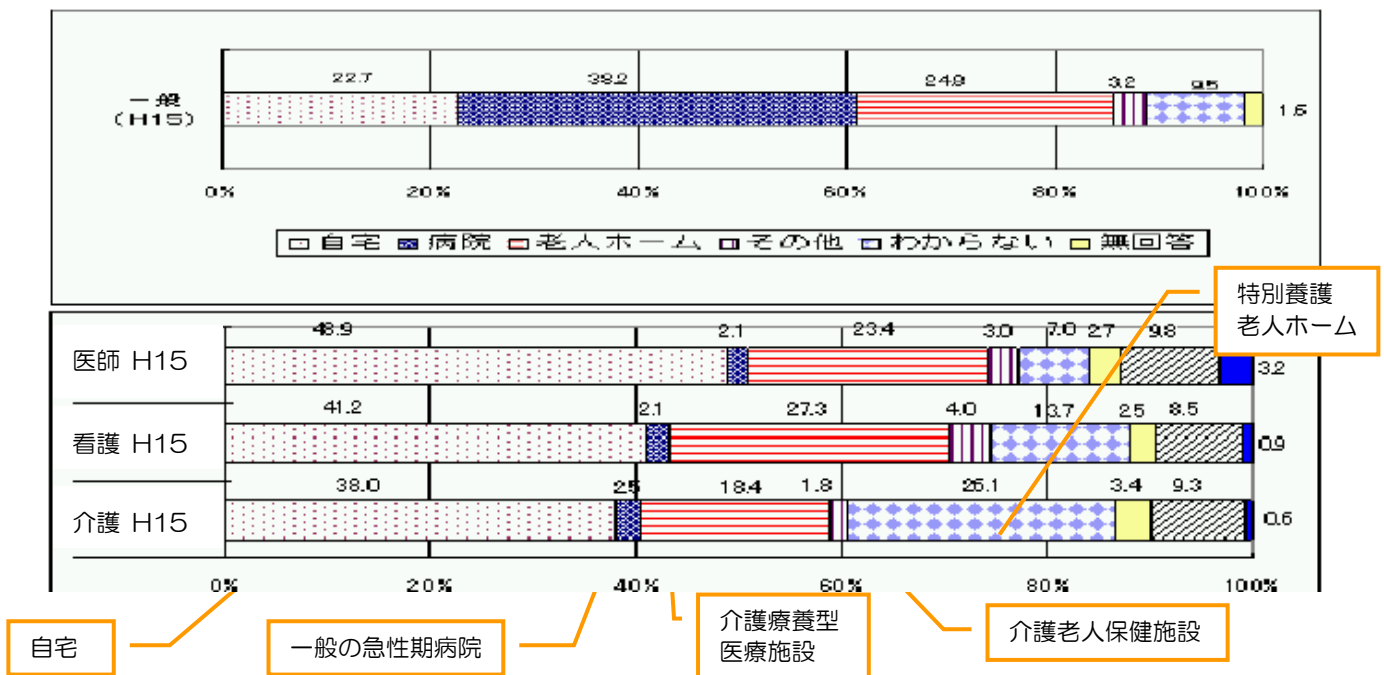 22.7 38.2 24.9 3.2 9.5
一般
(H15)
1.6
0% 20% 40% 60% 80% 100%
自宅 病院 老人ホーム その他 わからない 無回答
特別養護
老人ホーム
48.9 2.1 23.4 3.0 7.0 2.7 9.8
医師 H15
3.2
41.2 2.1 27.3 4.0 13.7 2.5 8.5
看護 H15
0.9
38.0 2.5 18.4 1.8 26.1 3.4 9.3
介護 H15
0.6
0% 20% 40% 60% 80% 100%
自宅
一般の急性期病院
介護療養型
医療施設
介護老人保健施設